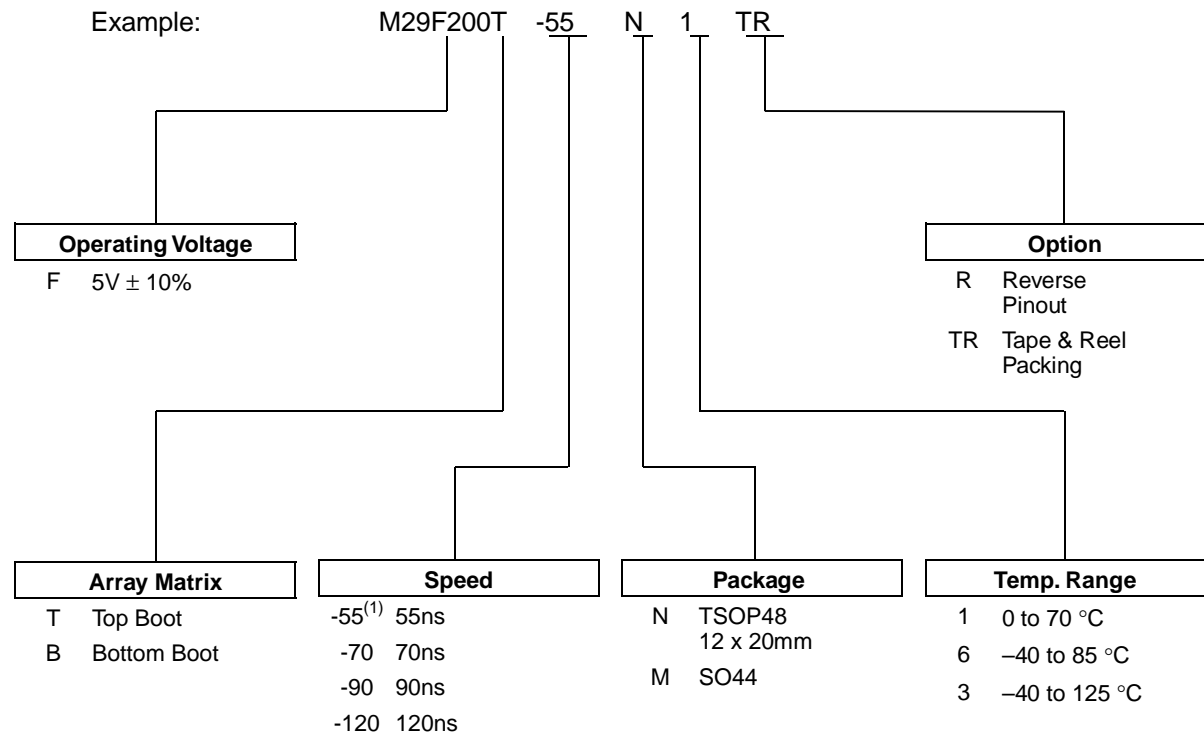 Example: M29F200T -55 N 1 TR
Operating Voltage
F 5V ± 10%
Option
R Reverse
Pinout
TR Tape & Reel
Packing
Array Matrix
T Top Boot
B Bottom Boot
Speed
-55(1) 55ns
-70 70ns
-90 90ns
-120 120ns
Package
N TSOP48
12 x 20mm
M SO44
Temp. Range
1 0 to 70 °C
6 –40 to 85 °C
3 –40 to 125 °C